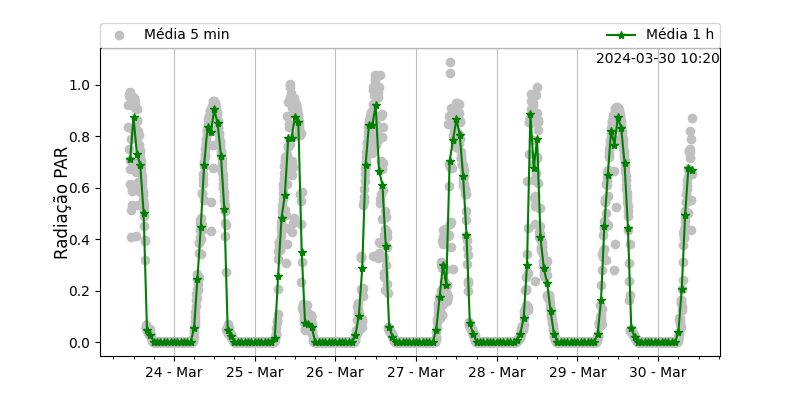 Média 5 min
Média 1 h
2024-03-30 10:20
Radiação PAR
1.0
0.8
0.6
0.4
0.2
0.0
24 - Mar
25 - Mar
26 - Mar
27 - Mar
28 - Mar
29 - Mar
30 - Mar